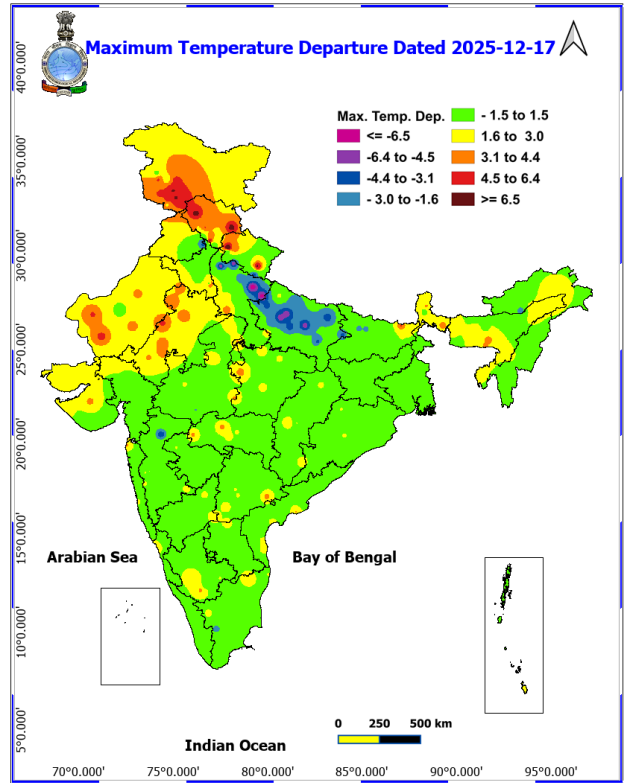 Maximum Temperature Departure Dated 2025-12-17
Max. Temp. Dep.
<= -6.5
-6.4 to -4.5
-4.4 to -3.1
- 3.0 to -1.6
- 1.5 to 1.5
1.6 to 3.0
3.1 to 4.4
4.5 to 6.4
>= 6.5
40°0.000'
35°0.000'
30°0.000'
25°0.000'
20°0.000'
15°0.000'
10°0.000'
5°0.000'
Arabian Sea
Bay of Bengal
Indian Ocean
0 250 500 km
70°0.000' 75°0.000' 80°0.000' 85°0.000' 90°0.000' 95°0.000'